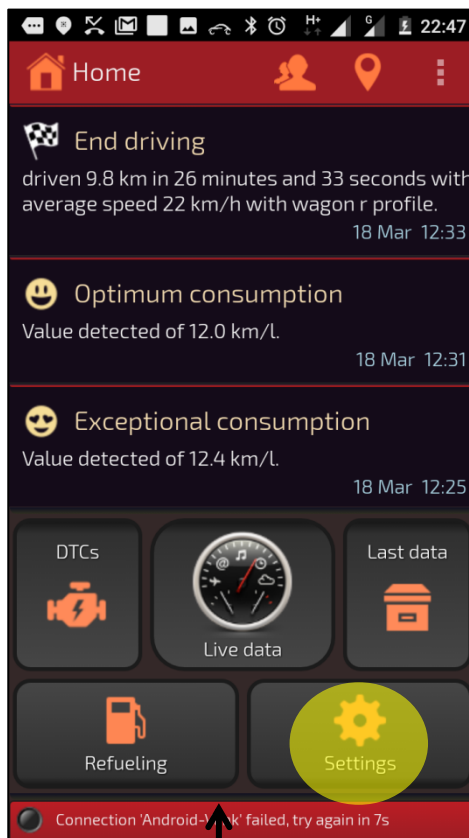 H+ G 22:47
Home
End driving
driven 9.8 km in 26 minutes and 33 seconds with
average speed 22 km/h with wagon r profile.
18 Mar 12:33
Optimum consumption
Value detected of 12.0 km/l.
18 Mar 12:31
Exceptional consumption
Value detected of 12.4 km/l.
18 Mar 12:25
DTCs
Live data
Last data
Refueling
Settings
Connection 'Android-V failed, try again in 7s